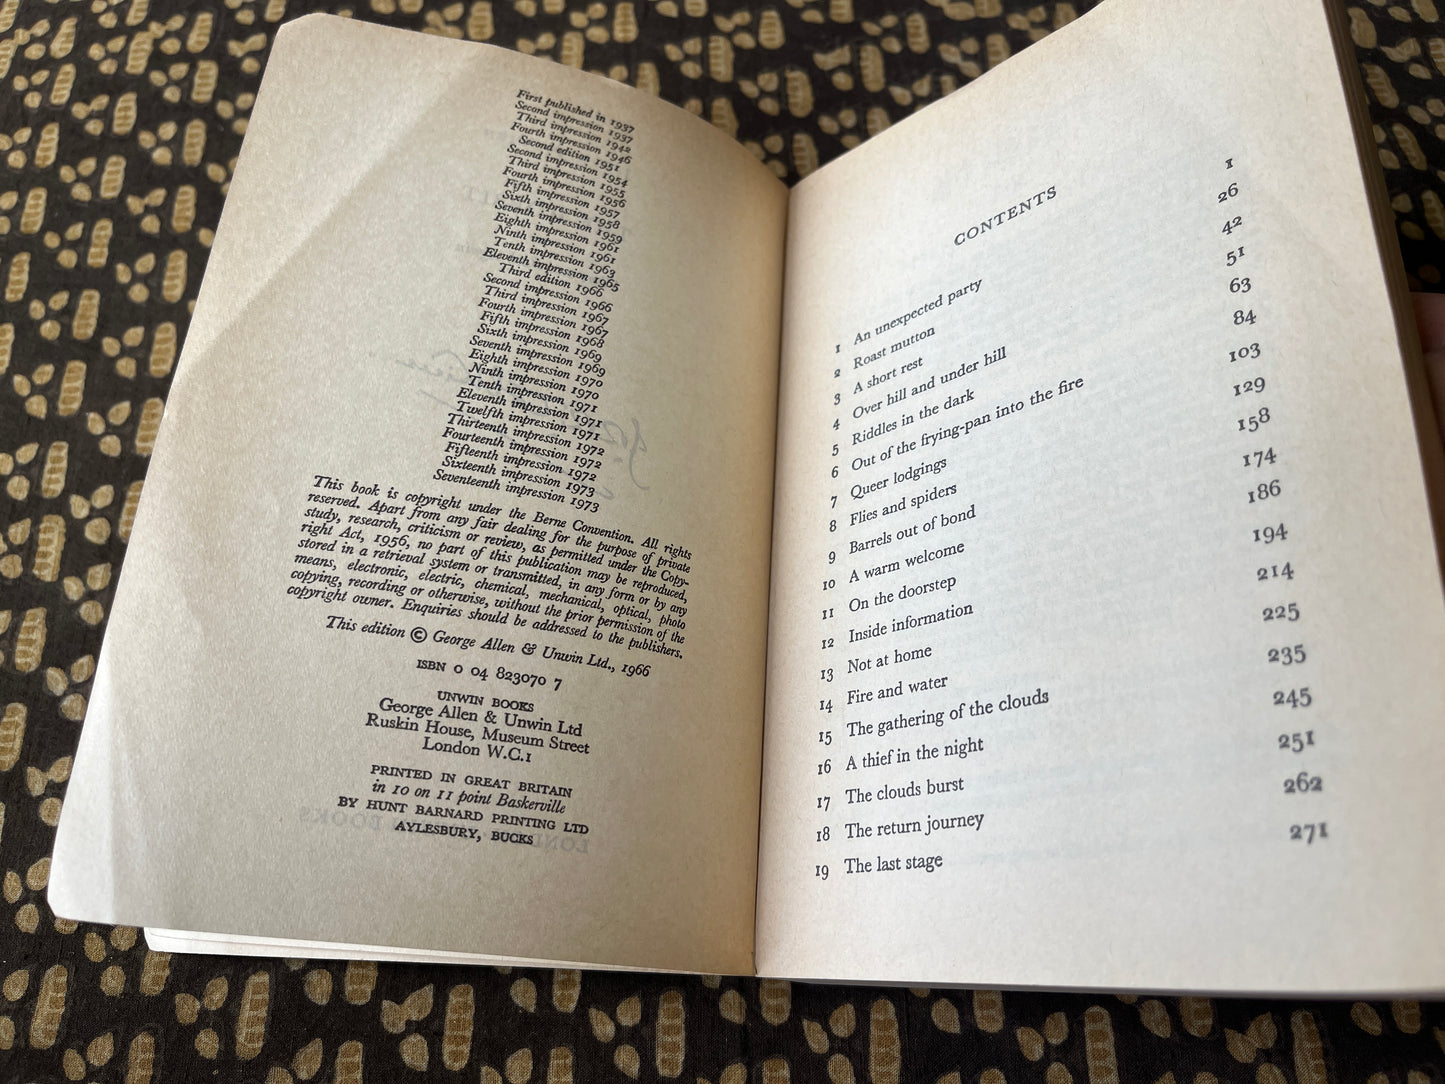 First published in 1937
Second impression 1937
Third impression 1942
Fourth impression 1946
Second edition 1951
Second impression 1954
Third impression 1955
Fourth impression 1956
Fifth impression 1957
Sixth impression 1958
Seventh impression 1959
Eighth impression 1961
Ninth impression 1961
Tenth impression 1963
Eleventh impression 1965
Third edition 1966
Second impression 1966
Third impression 1967
Fourth impression 1967
Fifth impression 1968
Sixth impression 1969
Seventh impression 1969
Eighth impression 1970
Ninth impression 1970
Tenth impression 1971
Eleventh impression 1971
Twelfth impression 1971
Thirteenth impression 1972
Fourteenth impression 1972
Fifteenth impression 1972
Sixteenth impression 1973
Seventeenth impression 1973
This book is copyright under the Berne Convention. All rights
reserved. Apart from any fair dealing for the purpose of private
study, research, criticism or review, as permitted under the Copy-
right Act, 1956, no part of this publication may be reproduced,
stored in a retrieval system or transmitted, in any form or by any
means, electronic, electric, chemical, mechanical, optical, photo
copying, recording or otherwise, without the prior permission of the
copyright owner. Enquiries should be addressed to the publishers.
This edition © George Allen & Unwin Ltd., 1966
ISBN 0 04 823070 7
UNWIN BOOKS
George Allen & Unwin Ltd
Ruskin House, Museum Street
London W.C.1
PRINTED IN GREAT BRITAIN
in 10 on 11 point Baskerville
BY HUNT BARNARD PRINTING LTD
AYLESBURY, BUCKS
CONTENTS
1 An unexpected party 1
2 Roast mutton 26
3 A short rest 42
4 Over hill and under hill 51
5 Riddles in the dark 63
6 Out of the frying-pan into the fire 84
7 Queer lodgings 103
8 Flies and spiders 129
9 Barrels out of bond 158
10 A warm welcome 174
11 On the doorstep 186
12 Inside information 194
13 Not at home 214
14 Fire and water 225
15 The gathering of the clouds 235
16 A thief in the night 245
17 The clouds burst 251
18 The return journey 262
19 The last stage 271